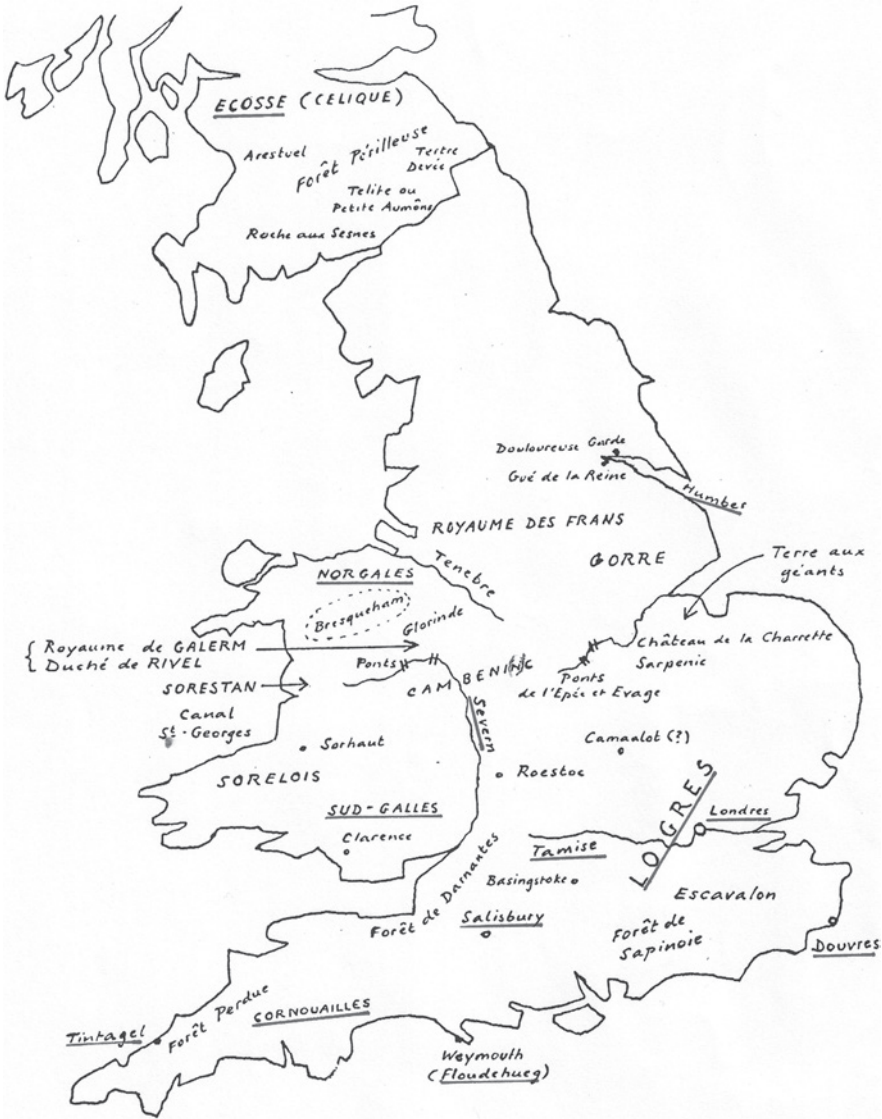 ECOSSE (CELIQUE)
Arestuel
Forêt Périlleuse
Tertre
Devié
Telite ou
Petite Aumône
Roche aux Sesnes
Douloureuse Garde
Gué de la Reine
Humber
ROYAUME DES FRANS
GORRE
Terre aux
géants
Tenebre
NORGALES
Bresqueham
Glorinde
{ Royaume de GALERM
{ Duché de RIVEL
Ponts
SORESTAN
CAMBENINC
Château de la Charrette
Sarpenic
Ponts
de l'Epée et Evage
Canal
St-Georges
Severn
Sorhaut
Camaalot (?)
SORELOIS
Roestoc
SUD-GALLES
LOGRES
Londres
Clarence
Tamise
Forêt de Darnantes
Basingstoke
Escavalon
Salisbury
Forêt de
Sapinoie
Douvres
Forêt Perdue
CORNOUAILLES
Tintagel
Weymouth
(Floudehueg)